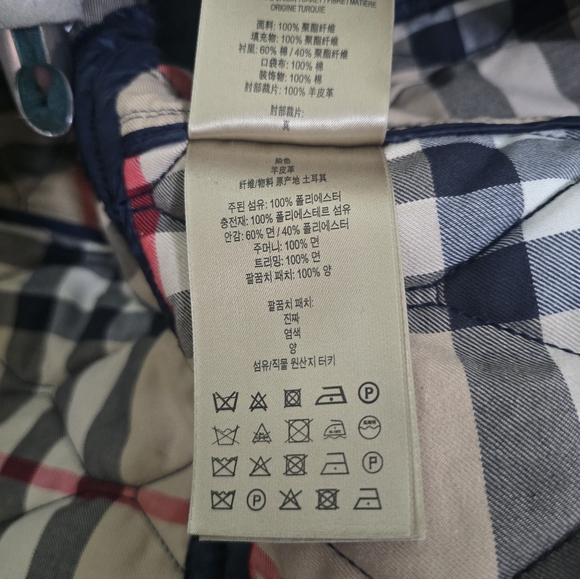 ORIGINE TURQUIE
面料: 100% 聚酯纤维
填充物: 100% 聚酯纤维
衬里: 60% 棉 / 40% 聚酯纤维
口袋布: 100% 棉
装饰物: 100% 棉
肘部裁片: 100% 羊皮革
肘部裁片:
真
染色
羊皮革
纤维/物料 原产地 土耳其
주된 섬유: 100% 폴리에스터
충전재: 100% 폴리에스테르 섬유
안감: 60% 면 / 40% 폴리에스터
주머니: 100% 면
트리밍: 100% 면
팔꿈치 패치: 100% 양
팔꿈치 패치:
진짜
염색
양
섬유/직물 원산지 터키
P
P
P